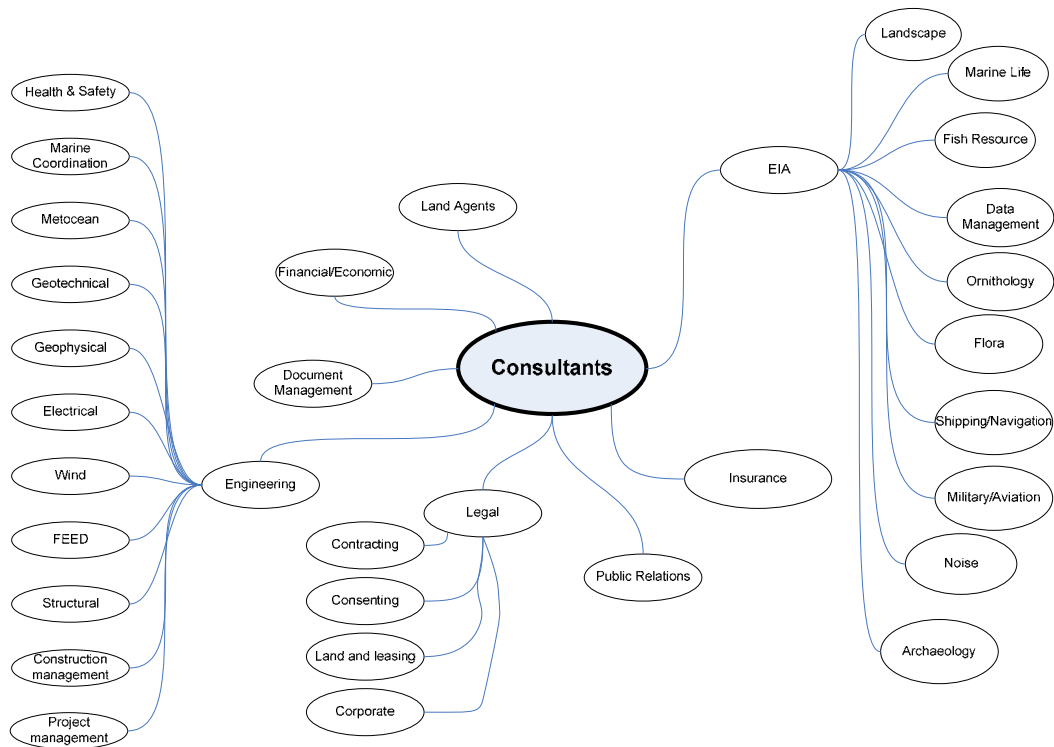 Landscape
Marine Life
Fish Resource
EIA
Data
Management
Ornithology
Flora
Shipping/Navigation
Military/Aviation
Noise
Archaeology
Health & Safety
Marine
Coordination
Metocean
Geotechnical
Geophysical
Electrical
Wind
FEED
Structural
Construction
management
Project
management
Engineering
Land Agents
Financial/Economic
Document
Management
Consultants
Insurance
Legal
Contracting
Consenting
Land and leasing
Corporate
Public Relations